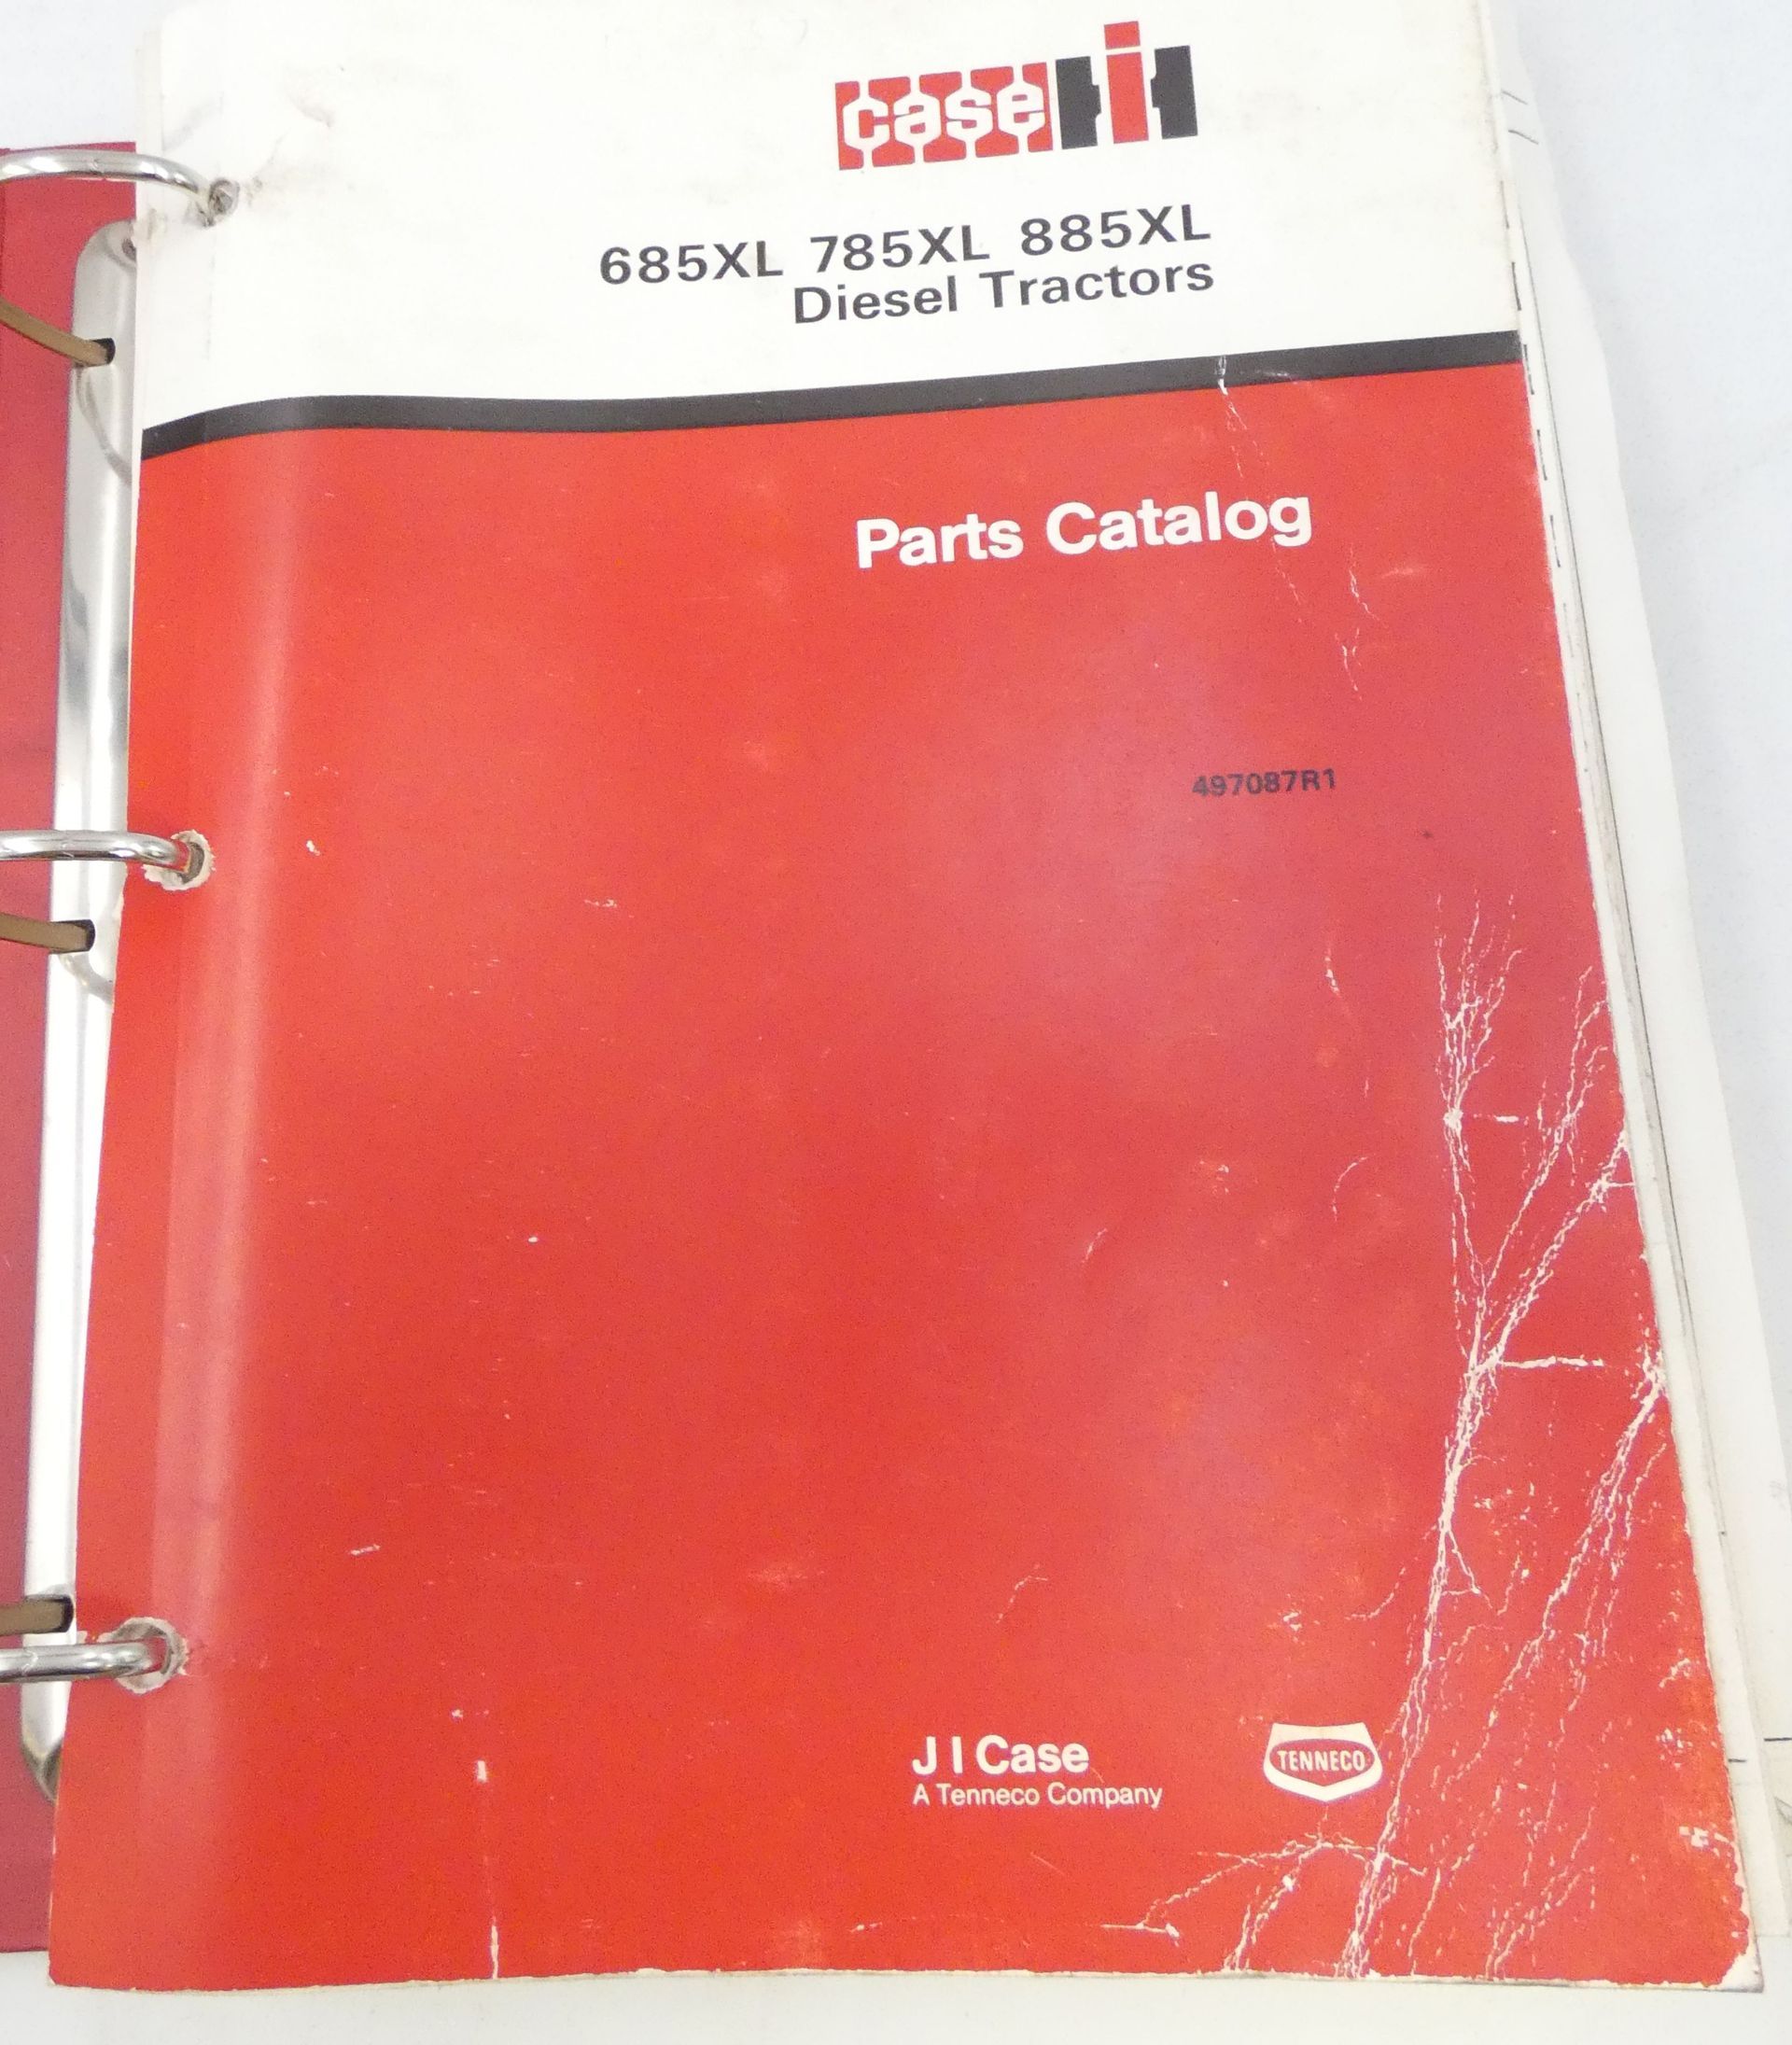 case IH
685XL 785XL 885XL
Diesel Tractors
Parts Catalog
497087R1
J I Case
A Tenneco Company
TENNECO